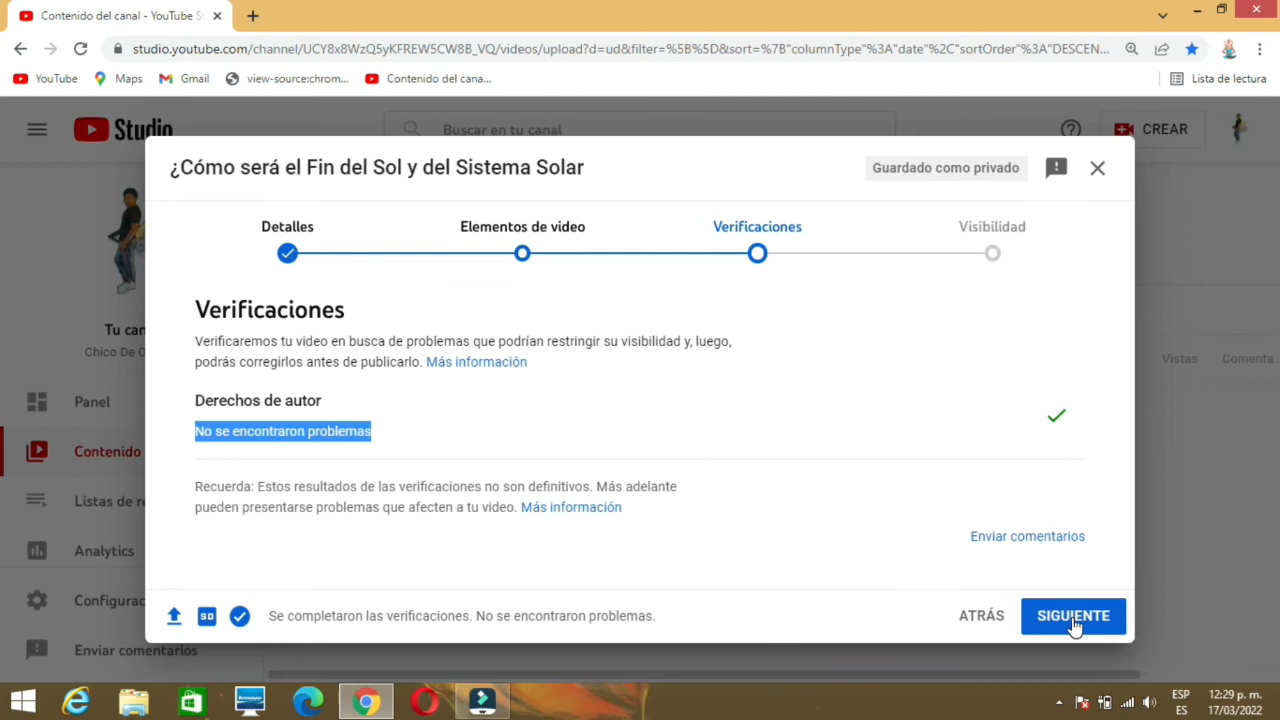 Contenido del canal - YouTube S
studio.youtube.com/channel/UCY8x8WzQ5yKFREW5CW8B_VQ/videos/upload?d=ud&filter=%5B%5D&sort=%7B"columnType"%3A"date"%2C"sortOrder"%3A"DESCEN...
YouTube
Maps
Gmail
view-source:chrom...
Contenido del cana...
Lista de lectura
Studio
Buscar en tu canal
CREAR
¿Cómo será el Fin del Sol y del Sistema Solar
Guardado como privado
Detalles
Elementos de video
Verificaciones
Visibilidad
Verificaciones
Verificaremos tu video en busca de problemas que podrían restringir su visibilidad y, luego,
podrás corregirlos antes de publicarlo. Más información
Derechos de autor
No se encontraron problemas
Recuerda: Estos resultados de las verificaciones no son definitivos. Más adelante
pueden presentarse problemas que afecten a tu video. Más información
Enviar comentarios
SD
Se completaron las verificaciones. No se encontraron problemas.
ATRÁS
SIGUIENTE
Tu can
Chico De C
Panel
Contenido
Listas de re
Analytics
Configurac
Enviar comentarios
Vistas
Comenta...
ESP
ES
12:29 p. m.
17/03/2022